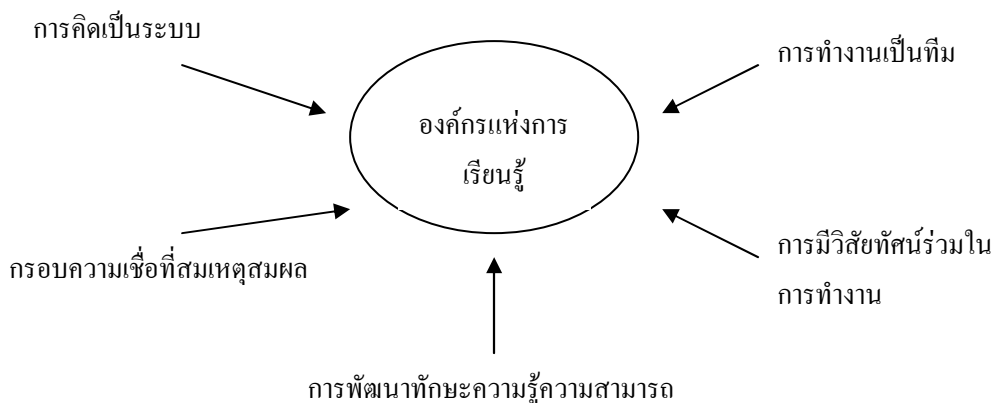 การคิดเป็นระบบ
การทำงานเป็นทีม
องค์กรแห่งการ
เรียนรู้
กรอบความเชื่อที่สมเหตุสมผล
การมีวิสัยทัศน์ร่วมใน
การทำงาน
การพัฒนาทักษะความรู้ความสามารถ